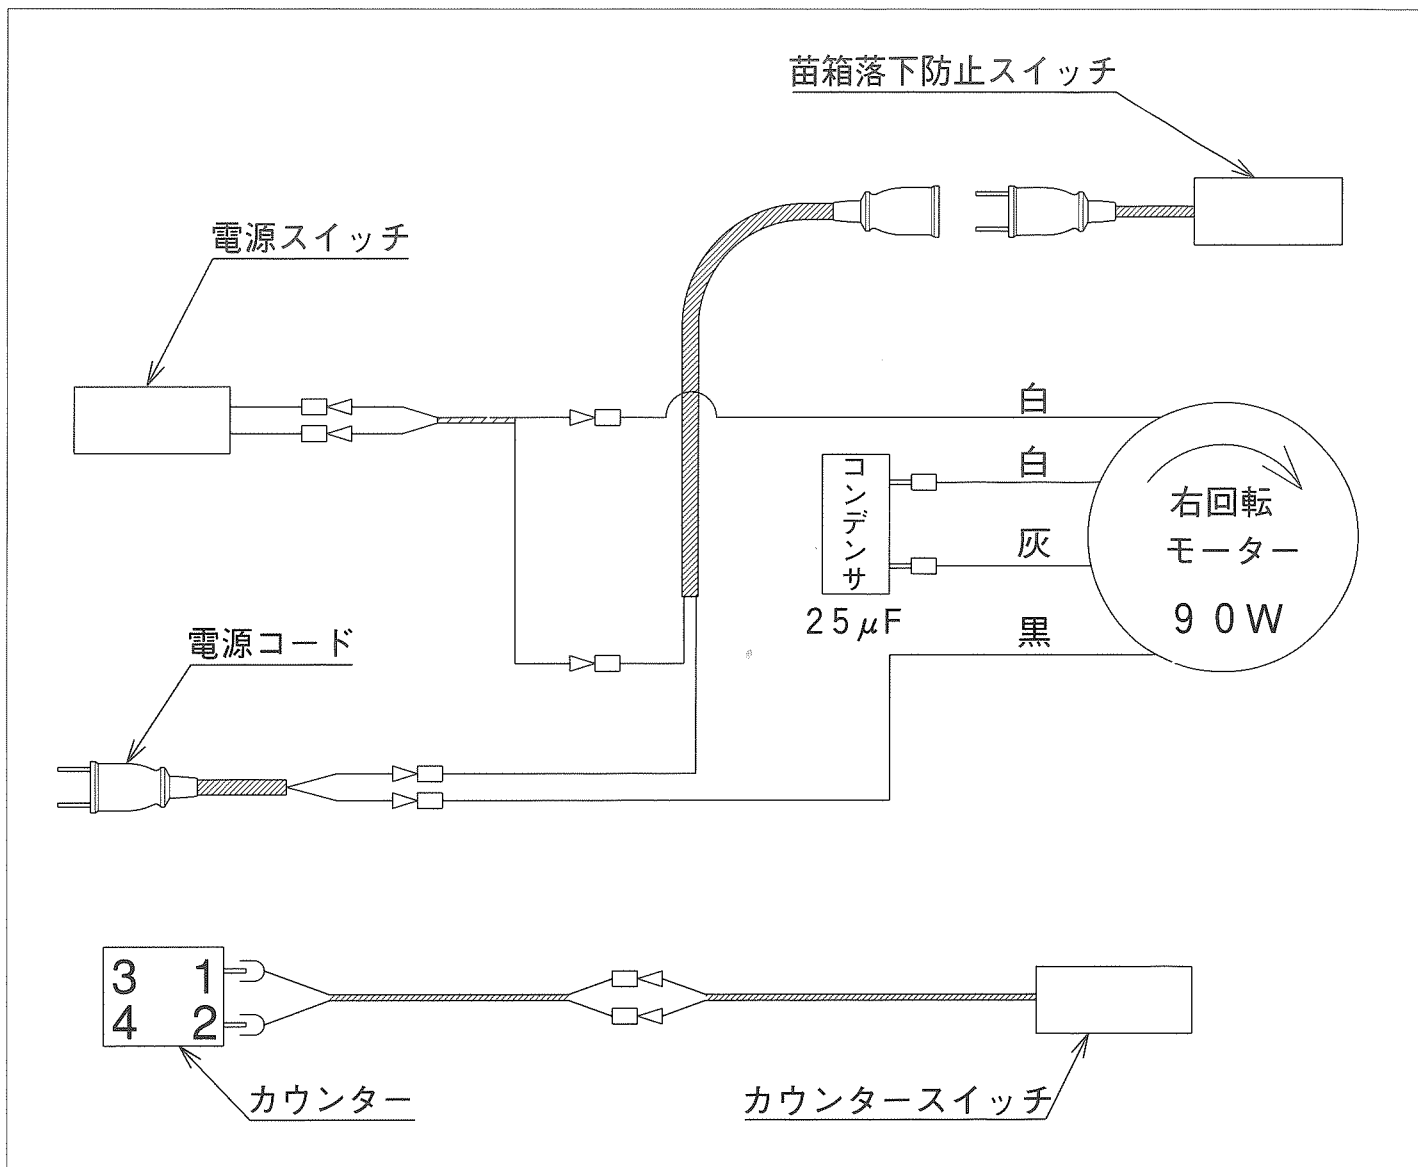 苗箱落下防止スイッチ
電源スイッチ
白
白
コンデンサ
右回転
モーター
灰
90W
25μF
黒
電源コード
3 1
4 2
カウンター
カウンタースイッチ